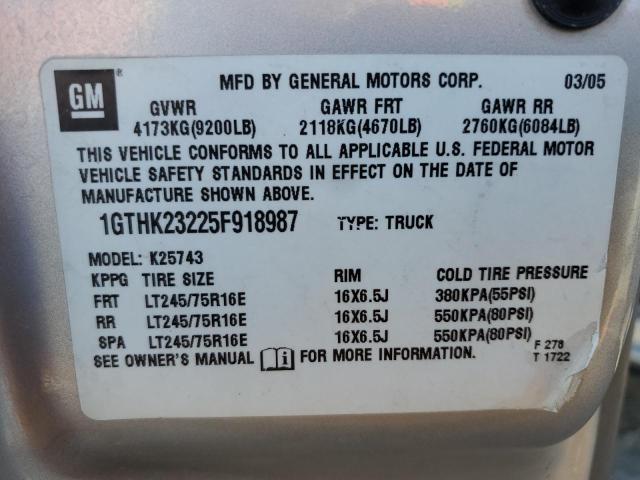 GM ®
MFD BY GENERAL MOTORS CORP. 03/05
GVWR GAWR FRT GAWR RR
4173KG(9200LB) 2118KG(4670LB) 2760KG(6084LB)
THIS VEHICLE CONFORMS TO ALL APPLICABLE U.S. FEDERAL MOTOR
VEHICLE SAFETY STANDARDS IN EFFECT ON THE DATE OF
MANUFACTURE SHOWN ABOVE.
1GTHK23225F918987 TYPE: TRUCK
MODEL: K25743
KPPG TIRE SIZE RIM COLD TIRE PRESSURE
FRT LT245/75R16E 16X6.5J 380KPA(55PSI)
RR LT245/75R16E 16X6.5J 550KPA(80PSI)
SPA LT245/75R16E 16X6.5J 550KPA(80PSI)
F 278
SEE OWNER'S MANUAL i FOR MORE INFORMATION. T 1722